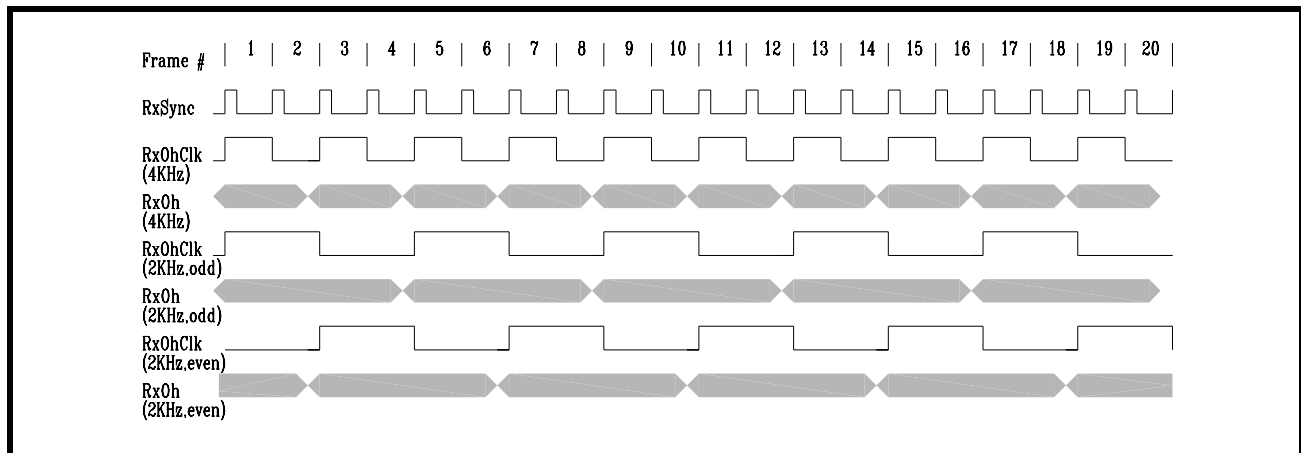 Frame # 1 2 3 4 5 6 7 8 9 10 11 12 13 14 15 16 17 18 19 20
RxSync
RxOhClk
(4KHz)
RxOh
(4KHz)
RxOhClk
(2KHz,odd)
RxOh
(2KHz,odd)
RxOhClk
(2KHz,even)
RxOh
(2KHz,even)